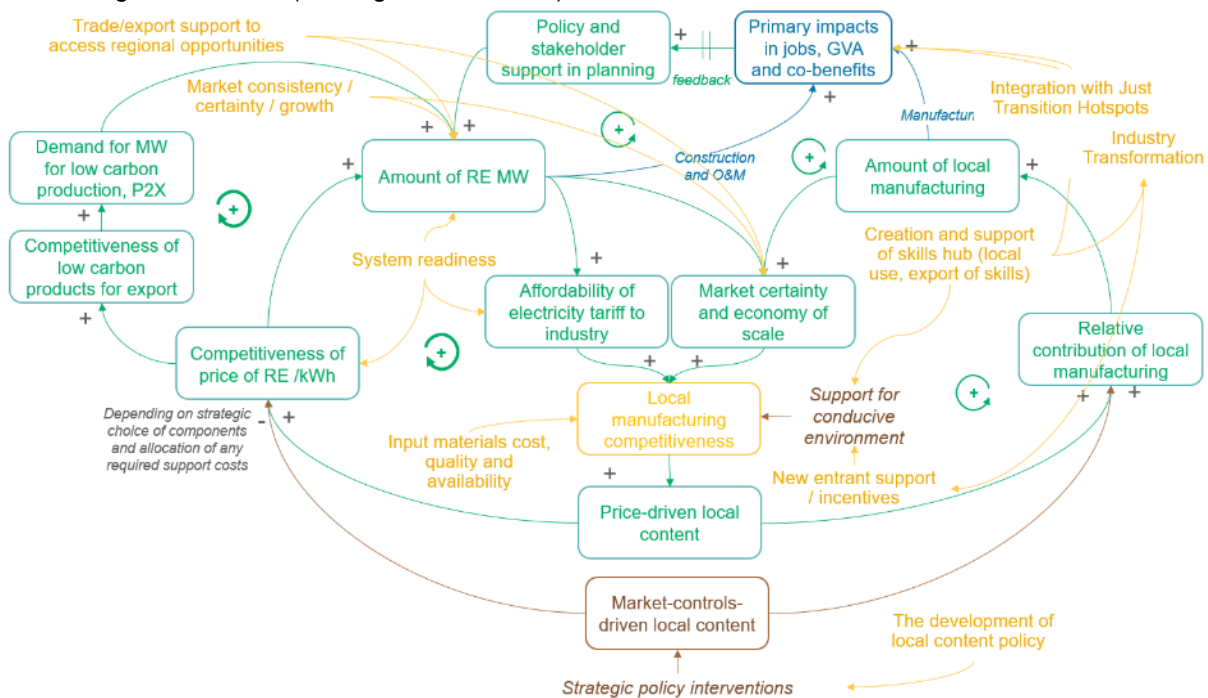 Trade/export support to
access regional opportunities
Policy and
stakeholder
support in planning
+
feedback
Primary impacts
in jobs, GVA
and co-benefits
+
+
Market consistency /
certainty / growth
Integration with Just
Transition Hotspots
Industry
Transformation
Demand for MW
for low carbon
production, P2X
+
+
+
+
Amount of RE MW
+
Construction
and O&M
+
Amount of local
manufacturing
+
+
+
Competitiveness of
low carbon
products for export
+
System readiness
Creation and support
of skills hub (local
use, export of skills)
+
Affordability of
electricity tariff to
industry
+
Market certainty
and economy of
scale
Competitiveness of
price of RE /kWh
+
Relative
contribution of local
manufacturing
+
+
+
+
+
Depending on strategic
choice of components
and allocation of any
required support costs
-
+
Local
manufacturing
competitiveness
Support for
conducive
environment
Input materials cost,
quality and
availability
+
New entrant support
/ incentives
Price-driven local
content
Market-controls-
driven local content
The development of
local content policy
Strategic policy interventions